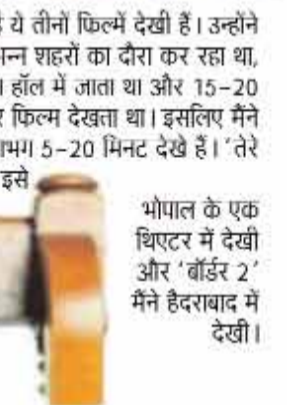 ये तीनों फिल्में देखी हैं। उन्होंने
शहरों का दौरा कर रहा था,
हॉल में जाता था और 15-20
फिल्म देखता था। इसलिए मैंने
5-20 मिनट देखे हैं। 'तेरे
इसे
भोपाल के एक
थिएटर में देखी
और 'बॉर्डर 2'
मैंने हैदराबाद में
देखी।